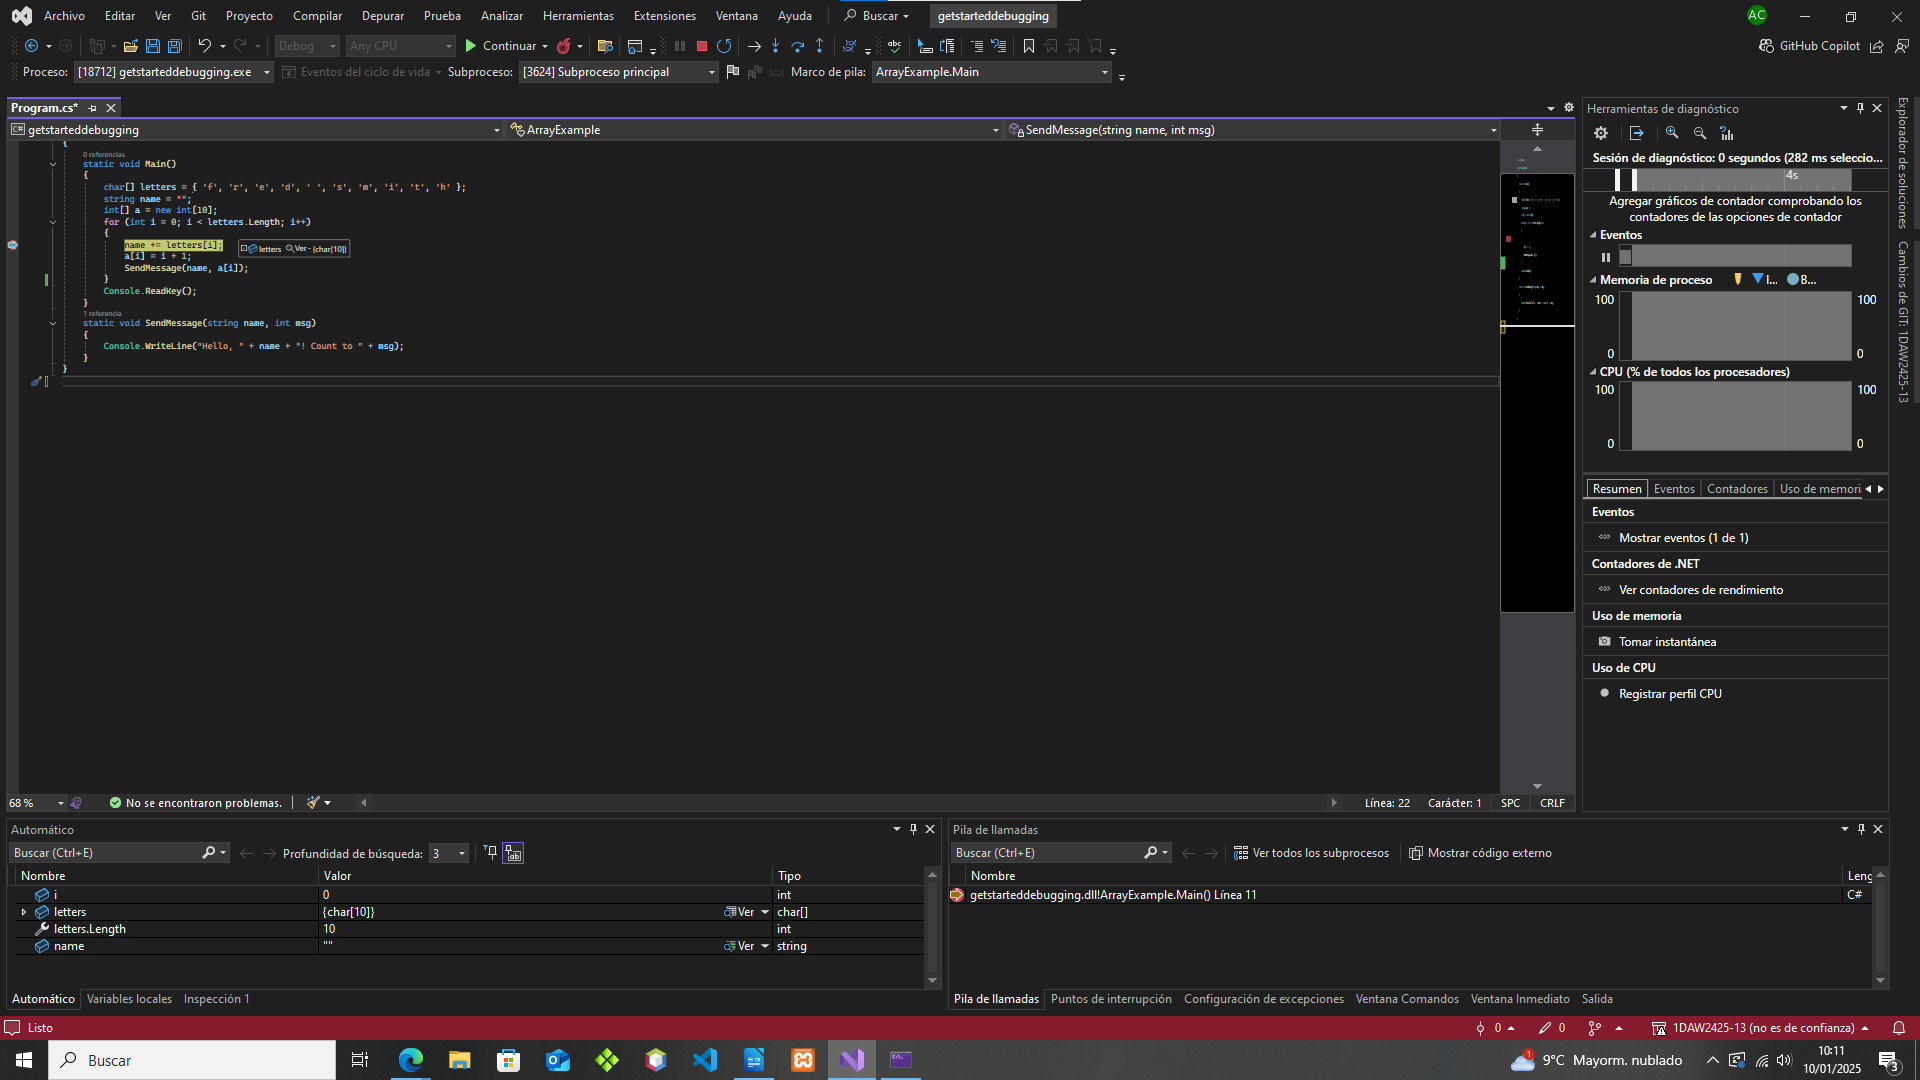 Archivo Editar Ver Git Proyecto Compilar Depurar Prueba Analizar Herramientas Extensiones Ventana Ayuda Buscar getstarteddebugging AC
Debug Any CPU Continuar GitHub Copilot
Proceso: [18712] getstarteddebugging.exe Eventos del ciclo de vida Subproceso: [3624] Subproceso principal Marco de pila: ArrayExample.Main
Program.cs*
getstarteddebugging ArrayExample SendMessage(string name, int msg)
{
0 referencias
static void Main()
{
char[] letters = { 'f', 'r', 'e', 'd', ' ', 's', 'm', 'i', 't', 'h' };
string name = "";
int[] a = new int[10];
for (int i = 0; i < letters.Length; i++)
{
name += letters[i];
letters Ver - {char[10]}
a[i] = i + 1;
SendMessage(name, a[i]);
}
Console.ReadKey();
}
1 referencia
static void SendMessage(string name, int msg)
{
Console.WriteLine("Hello, " + name + "! Count to " + msg);
}
}
68 % No se encontraron problemas. Línea: 22 Carácter: 1 SPC CRLF
Herramientas de diagnóstico
Sesión de diagnóstico: 0 segundos (282 ms seleccio...
4s
Agregar gráficos de contador comprobando los
contadores de las opciones de contador
Eventos
Memoria de proceso I... B...
100 100
0 0
CPU (% de todos los procesadores)
100 100
0 0
Resumen Eventos Contadores Uso de memori
Eventos
Mostrar eventos (1 de 1)
Contadores de .NET
Ver contadores de rendimiento
Uso de memoria
Tomar instantánea
Uso de CPU
Registrar perfil CPU
Explorador de soluciones
Cambios de GIT: 1DAW2425-13
Automático
Buscar (Ctrl+E) Profundidad de búsqueda: 3
Nombre Valor Tipo
i 0 int
letters {char[10]} Ver char[]
letters.Length 10 int
name "" Ver string
Automático Variables locales Inspección 1
Pila de llamadas
Buscar (Ctrl+E) Ver todos los subprocesos Mostrar código externo
Nombre Leng
getstarteddebugging.dll!ArrayExample.Main() Línea 11 C#
Pila de llamadas Puntos de interrupción Configuración de excepciones Ventana Comandos Ventana Inmediato Salida
Listo 0 0 1DAW2425-13 (no es de confianza)
Buscar 1 9°C Mayorm. nublado 10:11
10/01/2025 3